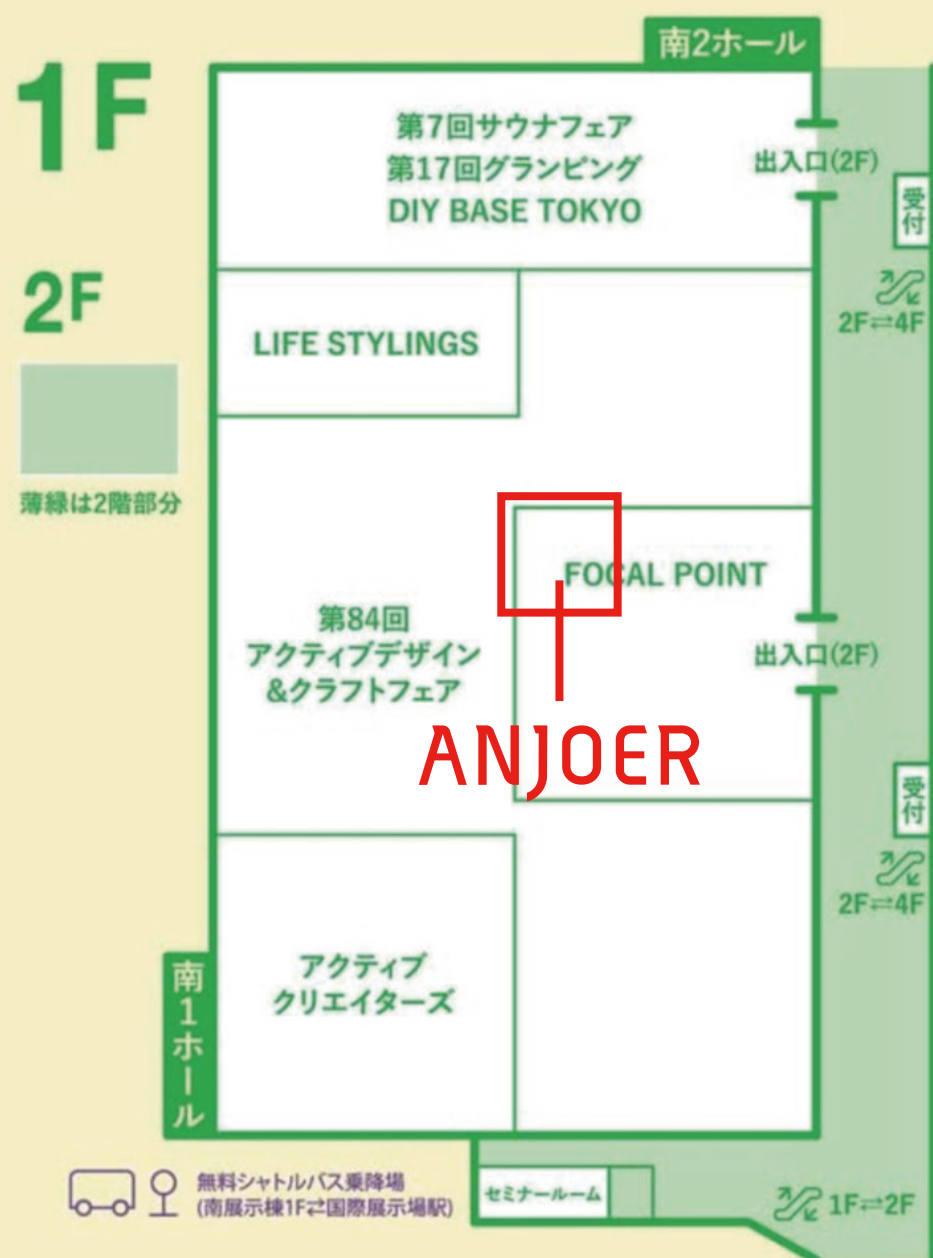 南2ホール
1F
第7回サウナフェア
第17回グランピング
DIY BASE TOKYO
出入口(2F)
受付
2F⇄4F
2F
薄緑は2階部分
LIFE STYLINGS
FOCAL POINT
第84回
アクティブデザイン
&クラフトフェア
出入口(2F)
ANJOER
受付
2F⇄4F
アクティブ
クリエイターズ
南1ホール
無料シャトルバス乗降場
(南展示棟1F⇄国際展示場駅)
セミナールーム
1F⇄2F